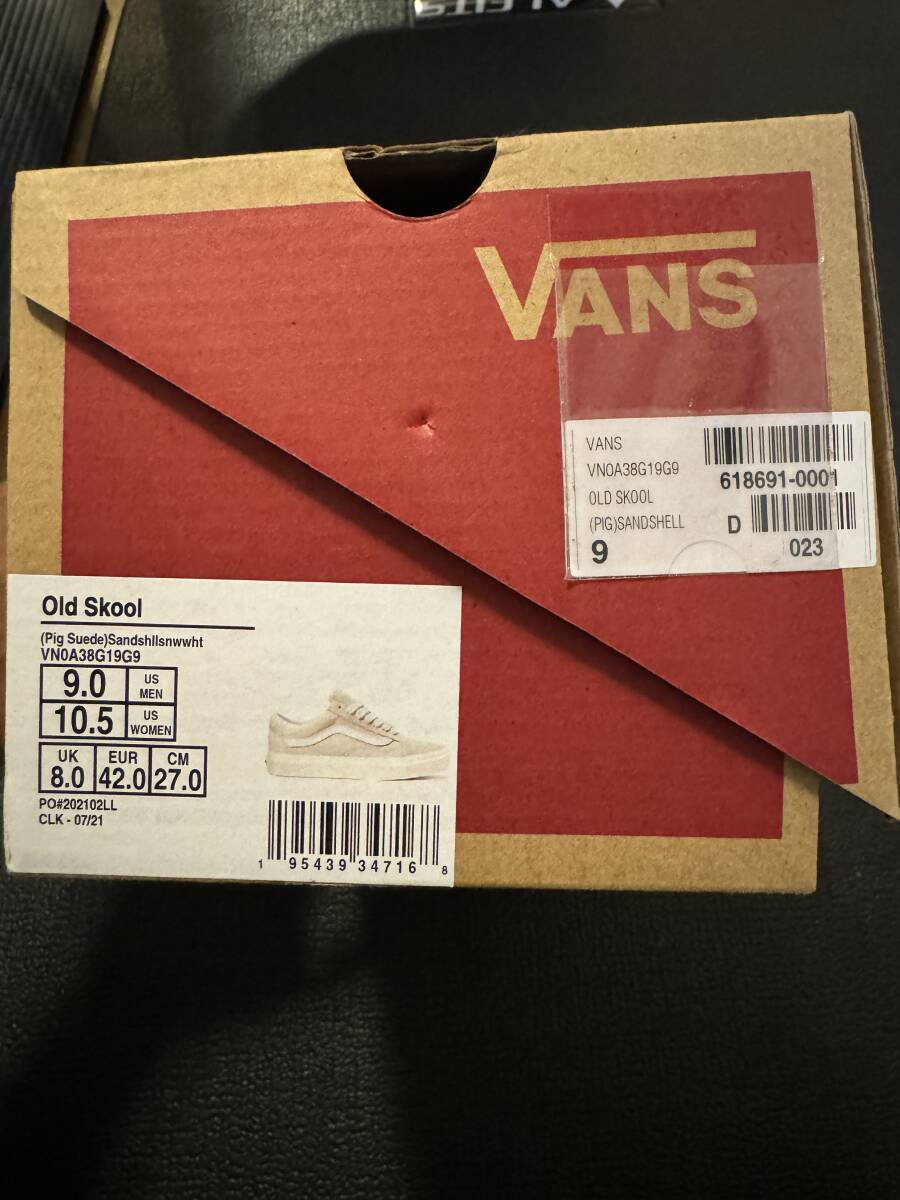 VANS
VANS
VN0A38G19G9
OLD SKOOL
(PIG)SANDSHELL
9
618691-0001
D
023
Old Skool
(Pig Suede)Sandshllsnwwht
VN0A38G19G9
9.0 US MEN
10.5 US WOMEN
UK EUR CM
8.0 42.0 27.0
PO#202102LL
CLK - 07/21
1 95439 34716 8